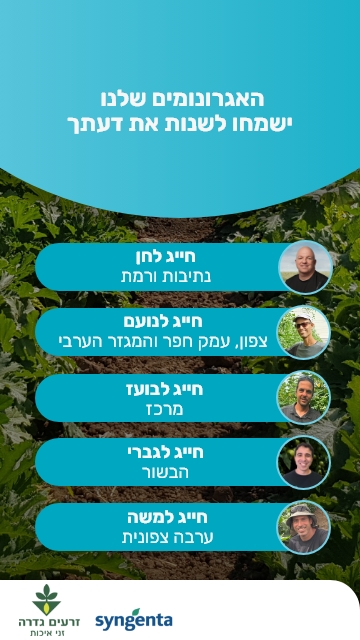 האגרונומים שלנו
ישמחו לשנות את דעתך
חייג לחן
נתיבות ורמת
חייג לנועם
צפון, עמק חפר והמגזר הערבי
חייג לבועז
מרכז
חייג לגברי
הבשור
חייג למשה
ערבה צפונית
זרעים גדרה
זני איכות
syngenta